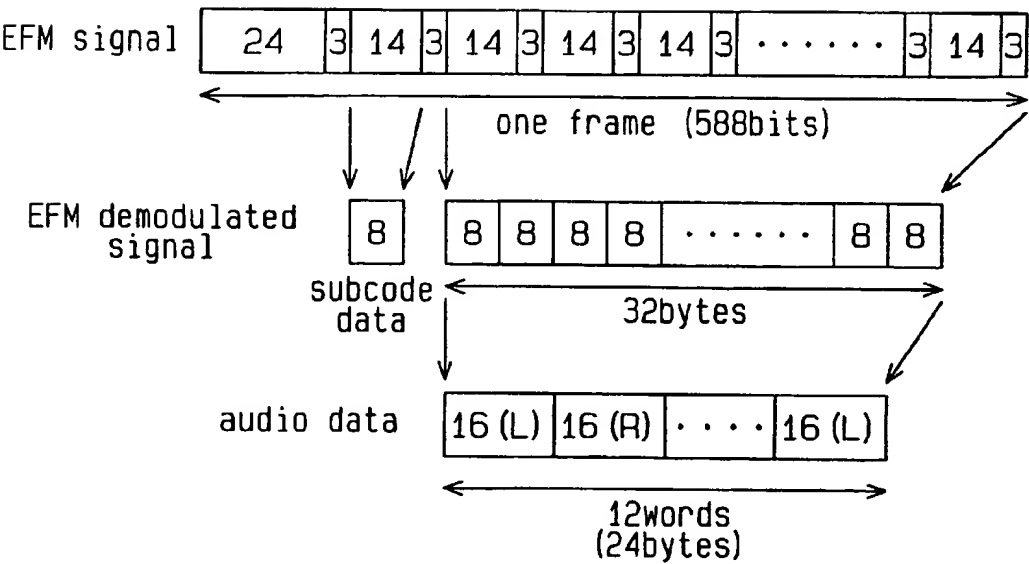 EFM signal 24 3 14 3 14 3 14 3 14 3 ······ 3 14 3
one frame (588bits)
EFM demodulated
signal
8 8 8 8 8 ······ 8 8
subcode
data
32bytes
audio data 16(L) 16(R) ···· 16(L)
12words
(24bytes)